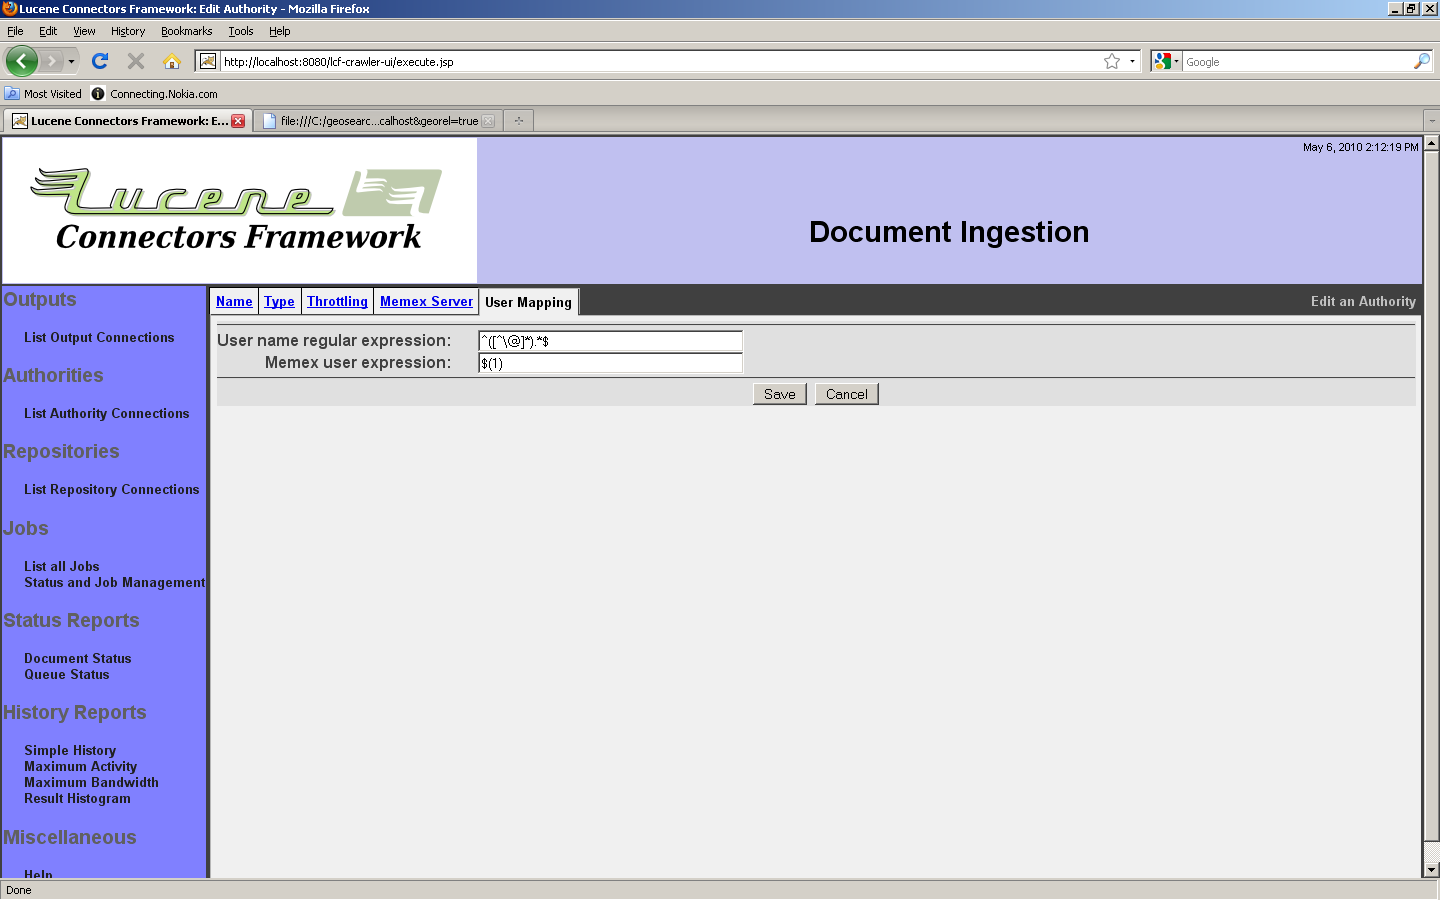 Lucene Connectors Framework: Edit Authority - Mozilla Firefox
File Edit View History Bookmarks Tools Help
http://localhost:8080/lcf-crawler-ui/execute.jsp
Google
Most Visited Connecting.Nokia.com
Lucene Connectors Framework: E... file:///C:/geosearc...calhost&georel=true
May 6, 2010 2:12:19 PM
Lucene
Connectors Framework
Document Ingestion
Outputs
List Output Connections
Authorities
List Authority Connections
Repositories
List Repository Connections
Jobs
List all Jobs
Status and Job Management
Status Reports
Document Status
Queue Status
History Reports
Simple History
Maximum Activity
Maximum Bandwidth
Result Histogram
Miscellaneous
Help
Name Type Throttling Memex Server User Mapping
Edit an Authority
User name regular expression: ^([^\@]*).*$
Memex user expression: $(1)
Save Cancel
Done